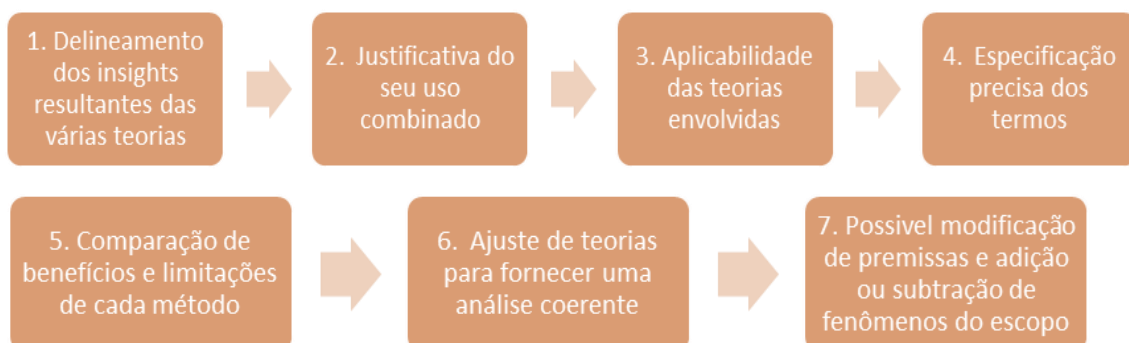 1. Delineamento
dos insights
resultantes das
várias teorias
2. Justificativa do
seu uso
combinado
3. Aplicabilidade
das teorias
envolvidas
4. Especificação
precisa dos
termos
5. Comparação de
benefícios e limitações
de cada método
6. Ajuste de teorias
para fornecer uma
análise coerente
7. Possivel modificação
de premissas e adição
ou subtração de
fenômenos do escopo